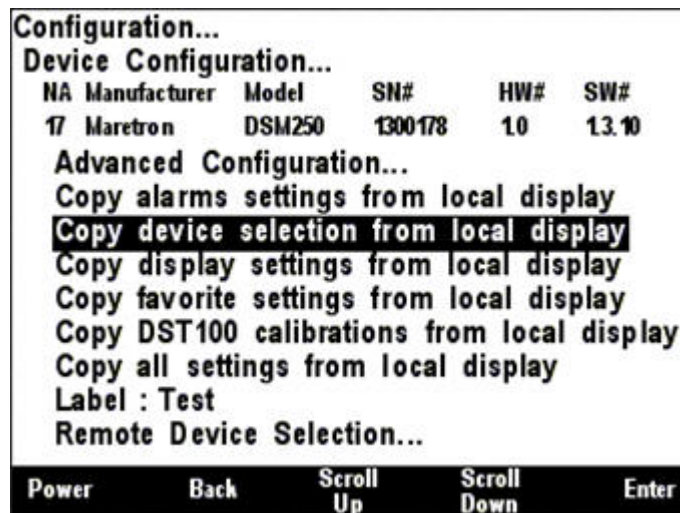 Configuration...
Device Configuration...
NA Manufacturer Model SN# HW# SW#
17 Maretron DSM250 1300178 1.0 1.3.10
Advanced Configuration...
Copy alarms settings from local display
Copy device selection from local display
Copy display settings from local display
Copy favorite settings from local display
Copy DST100 calibrations from local display
Copy all settings from local display
Label : Test
Remote Device Selection...
Power Back Scroll Up Scroll Down Enter